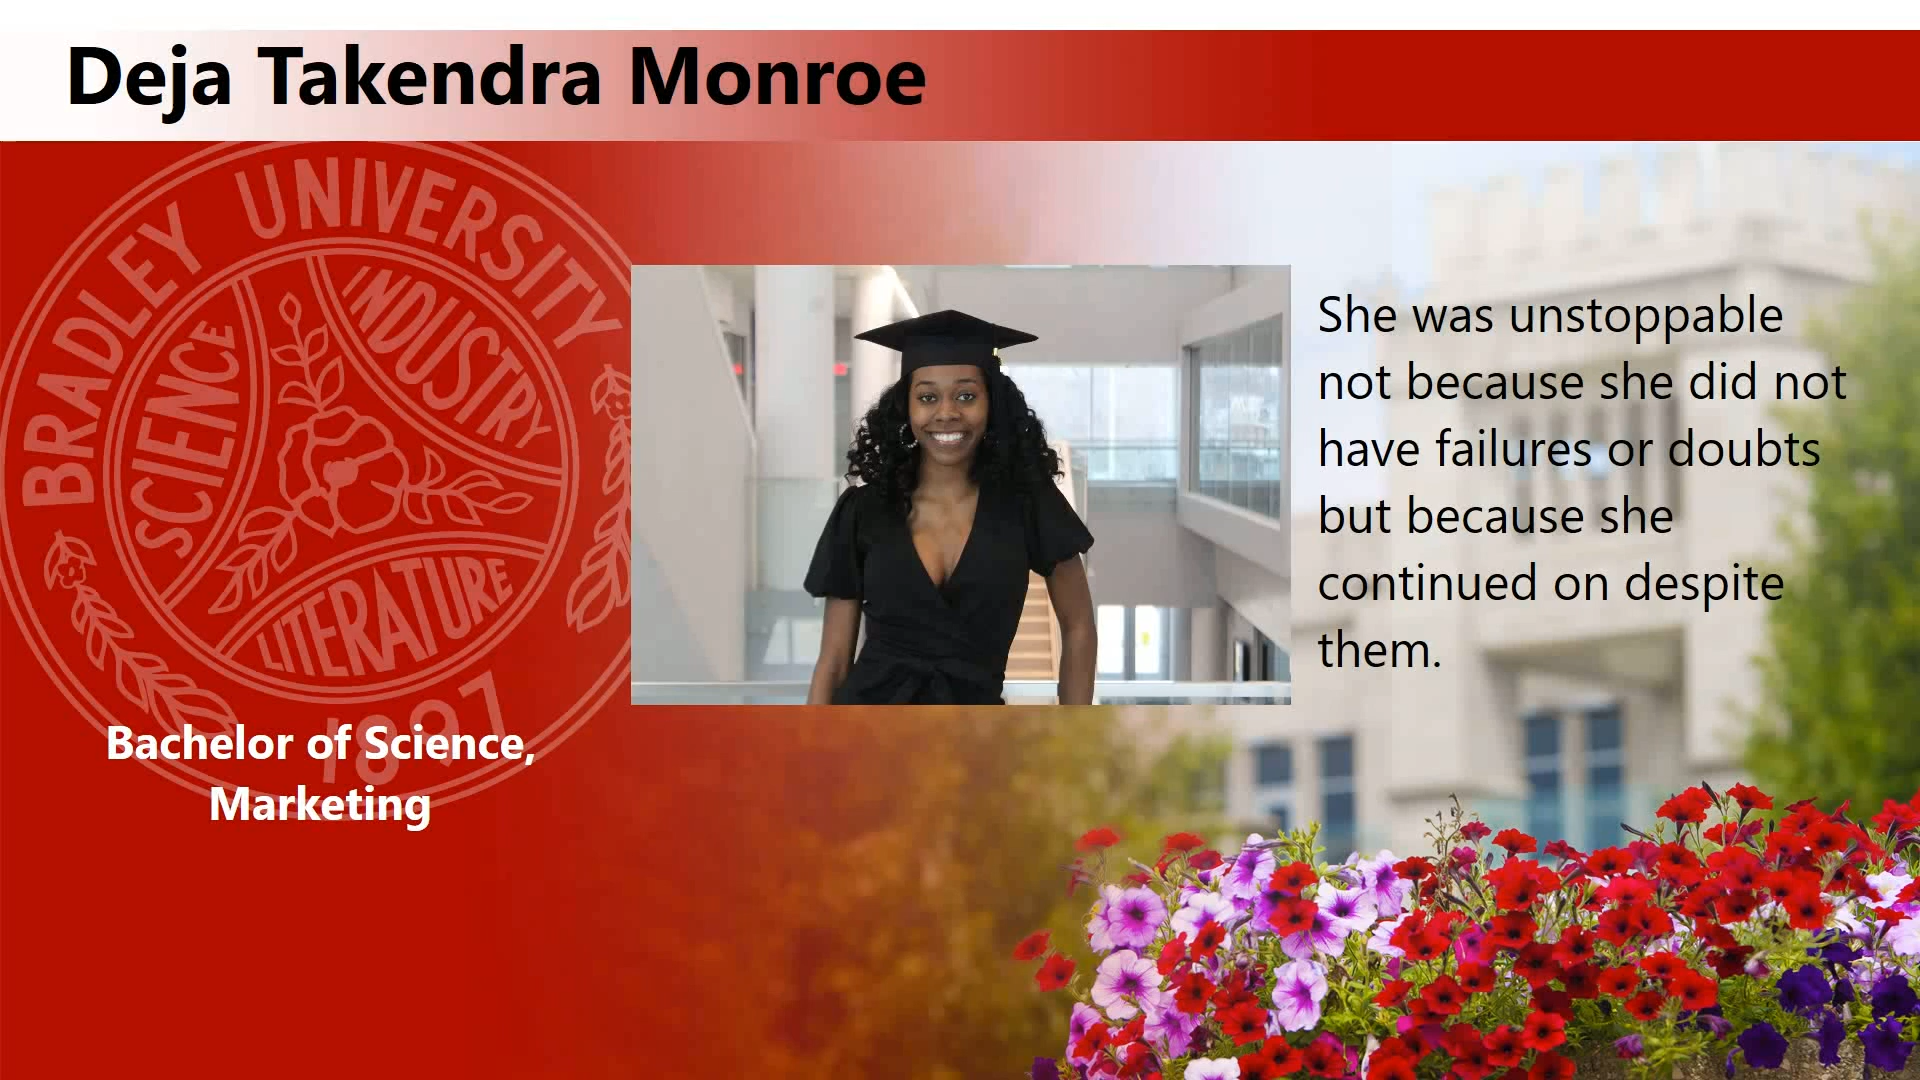 Deja Takendra Monroe
BRADLEY UNIVERSITY
SCIENCE
INDUSTRY
LITERATURE
1897
She was unstoppable
not because she did not
have failures or doubts
but because she
continued on despite
them.
Bachelor of Science,
Marketing